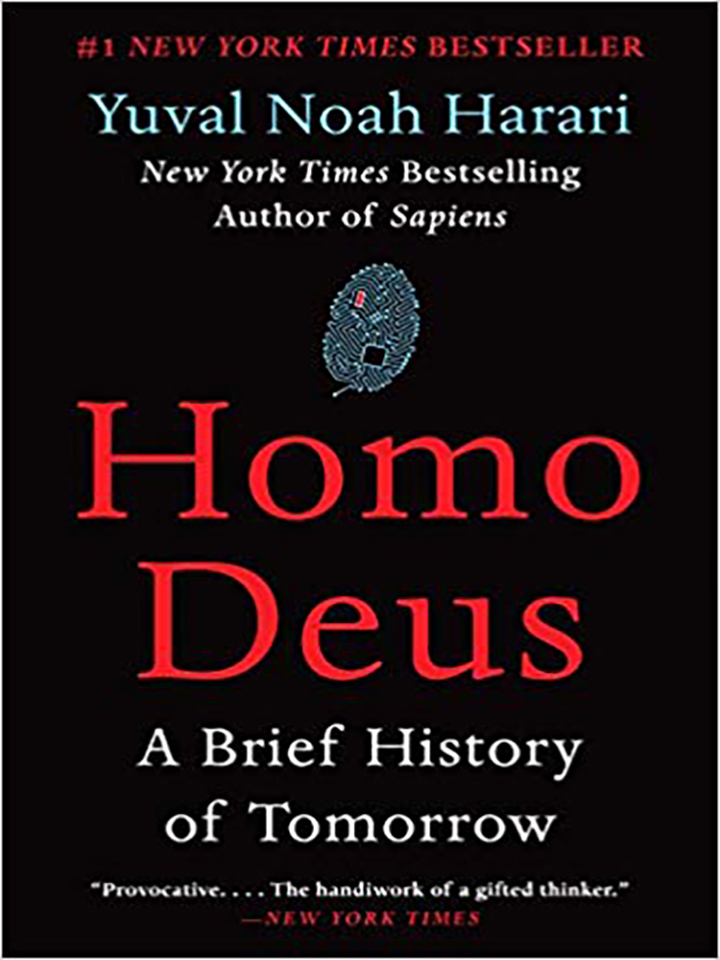 #1 NEW YORK TIMES BESTSELLER
Yuval Noah Harari
New York Times Bestselling
Author of Sapiens
Homo
Deus
A Brief History
of Tomorrow
“Provocative. . . . The handiwork of a gifted thinker.”
—NEW YORK TIMES